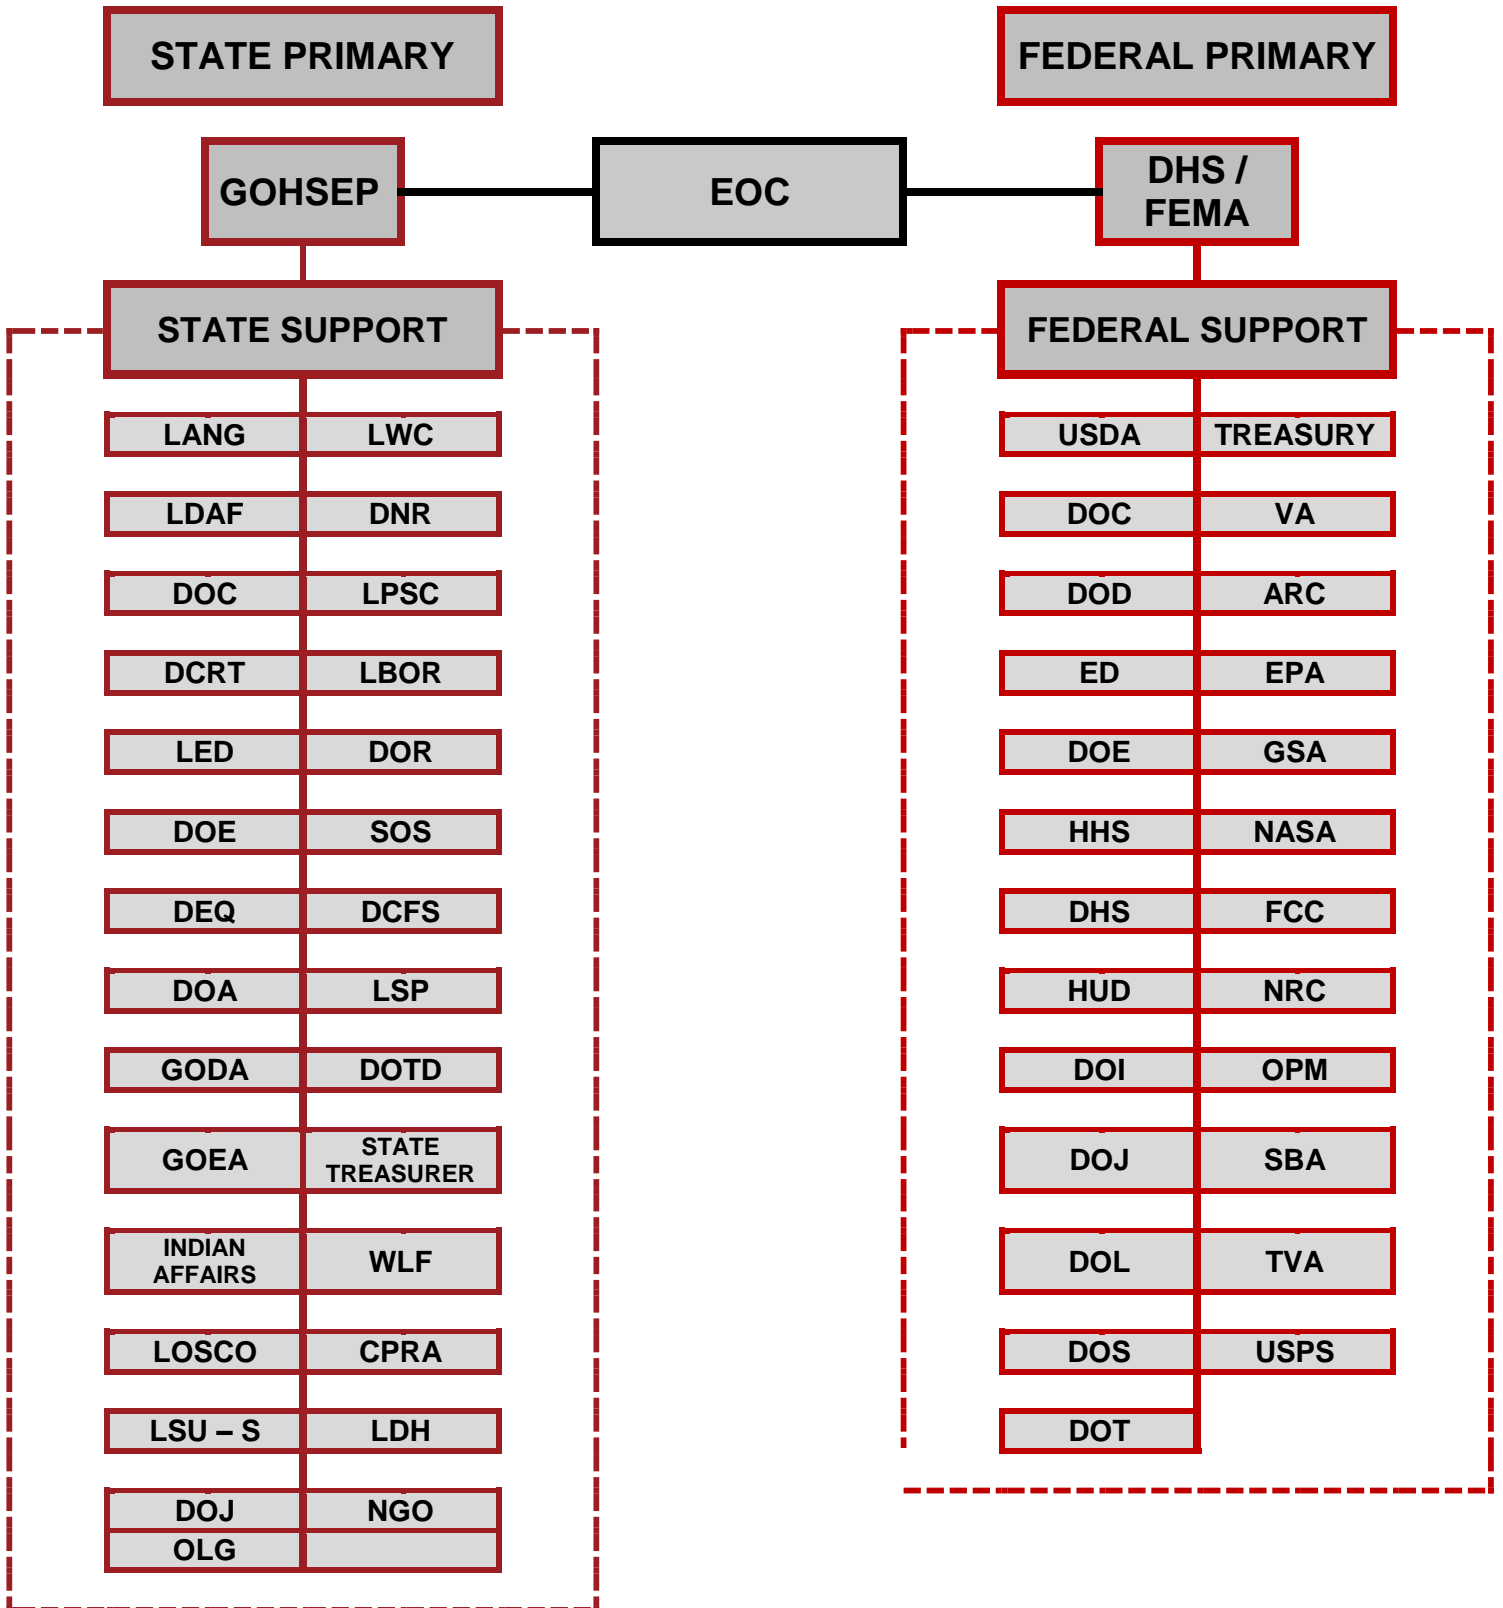 STATE PRIMARY
FEDERAL PRIMARY
GOHSEP
EOC
DHS /
FEMA
STATE SUPPORT
LANG
LWC
LDAF
DNR
DOC
LPSC
DCRT
LBOR
LED
DOR
DOE
SOS
DEQ
DCFS
DOA
LSP
GODA
DOTD
GOEA
STATE
TREASURER
INDIAN
AFFAIRS
WLF
LOSCO
CPRA
LSU – S
LDH
DOJ
NGO
OLG
FEDERAL SUPPORT
USDA
TREASURY
DOC
VA
DOD
ARC
ED
EPA
DOE
GSA
HHS
NASA
DHS
FCC
HUD
NRC
DOI
OPM
DOJ
SBA
DOL
TVA
DOS
USPS
DOT